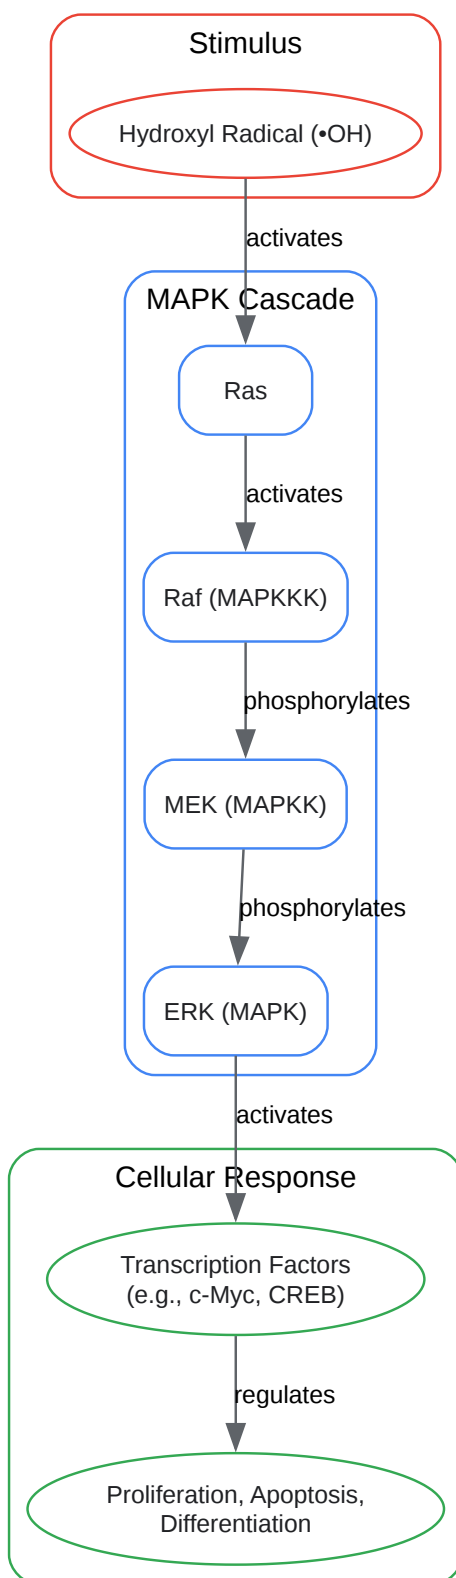 Stimulus
Hydroxyl Radical (•OH)
activates
MAPK Cascade
Ras
activates
Raf (MAPKKK)
phosphorylates
MEK (MAPKK)
phosphorylates
ERK (MAPK)
activates
Cellular Response
Transcription Factors
(e.g., c-Myc, CREB)
regulates
Proliferation, Apoptosis,
Differentiation